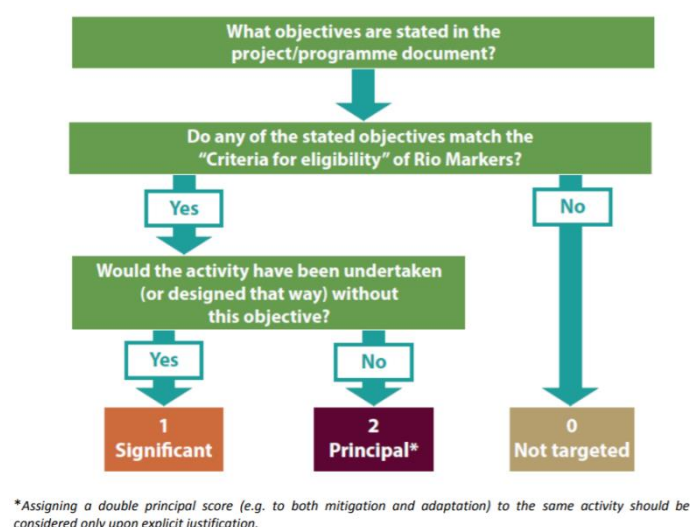 What objectives are stated in the
project/programme document?
Do any of the stated objectives match the
“Criteria for eligibility” of Rio Markers?
Yes
No
Would the activity have been undertaken
(or designed that way) without
this objective?
Yes
No
1
Significant
2
Principal*
0
Not targeted
*Assigning a double principal score (e.g. to both mitigation and adaptation) to the same activity should be
considered only upon explicit justification.